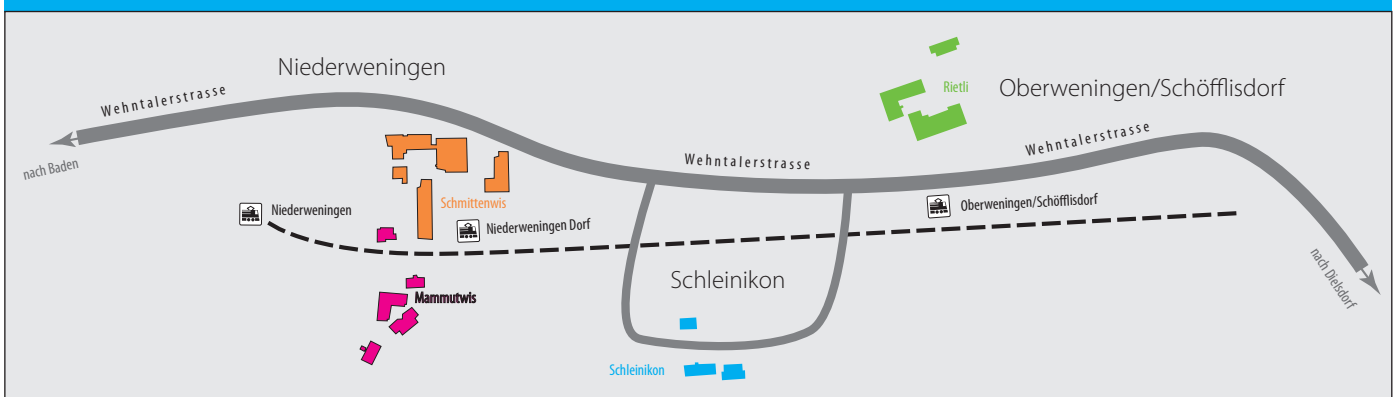 Niederweningen
Oberweningen/Schöfflisdorf
Rietli
Wehntalerstrasse
Wehntalerstrasse
Wehntalerstrasse
nach Baden
Schmittenwis
Niederweningen
Niederweningen Dorf
Oberweningen/Schöfflisdorf
nach Dielsdorf
Schleinikon
Mammutwis
Schleinikon